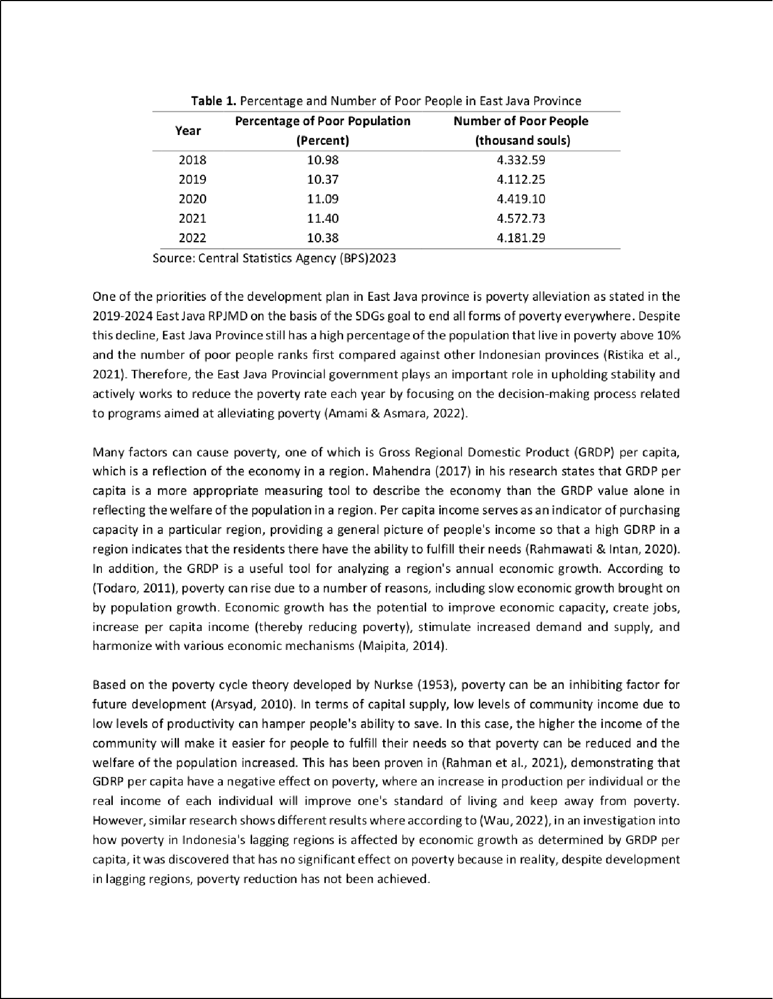 Table 1. Percentage and Number of Poor People in East Java Province
Year Percentage of Poor Population (Percent) Number of Poor People (thousand souls)
2018 10.98 4.332.59
2019 10.37 4.112.25
2020 11.09 4.419.10
2021 11.40 4.572.73
2022 10.38 4.181.29
Source: Central Statistics Agency (BPS)2023
One of the priorities of the development plan in East Java province is poverty alleviation as stated in the
2019-2024 East Java RPJMD on the basis of the SDGs goal to end all forms of poverty everywhere. Despite
this decline, East Java Province still has a high percentage of the population that live in poverty above 10%
and the number of poor people ranks first compared against other Indonesian provinces (Ristika et al.,
2021). Therefore, the East Java Provincial government plays an important role in upholding stability and
actively works to reduce the poverty rate each year by focusing on the decision-making process related
to programs aimed at alleviating poverty (Amami & Asmara, 2022).
Many factors can cause poverty, one of which is Gross Regional Domestic Product (GRDP) per capita,
which is a reflection of the economy in a region. Mahendra (2017) in his research states that GRDP per
capita is a more appropriate measuring tool to describe the economy than the GRDP value alone in
reflecting the welfare of the population in a region. Per capita income serves as an indicator of purchasing
capacity in a particular region, providing a general picture of people's income so that a high GDRP in a
region indicates that the residents there have the ability to fulfill their needs (Rahmawati & Intan, 2020).
In addition, the GRDP is a useful tool for analyzing a region's annual economic growth. According to
(Todaro, 2011), poverty can rise due to a number of reasons, including slow economic growth brought on
by population growth. Economic growth has the potential to improve economic capacity, create jobs,
increase per capita income (thereby reducing poverty), stimulate increased demand and supply, and
harmonize with various economic mechanisms (Maipita, 2014).
Based on the poverty cycle theory developed by Nurkse (1953), poverty can be an inhibiting factor for
future development (Arsyad, 2010). In terms of capital supply, low levels of community income due to
low levels of productivity can hamper people's ability to save. In this case, the higher the income of the
community will make it easier for people to fulfill their needs so that poverty can be reduced and the
welfare of the population increased. This has been proven in (Rahman et al., 2021), demonstrating that
GDRP per capita have a negative effect on poverty, where an increase in production per individual or the
real income of each individual will improve one's standard of living and keep away from poverty.
However, similar research shows different results where according to (Wau, 2022), in an investigation into
how poverty in Indonesia's lagging regions is affected by economic growth as determined by GRDP per
capita, it was discovered that has no significant effect on poverty because in reality, despite development
in lagging regions, poverty reduction has not been achieved.